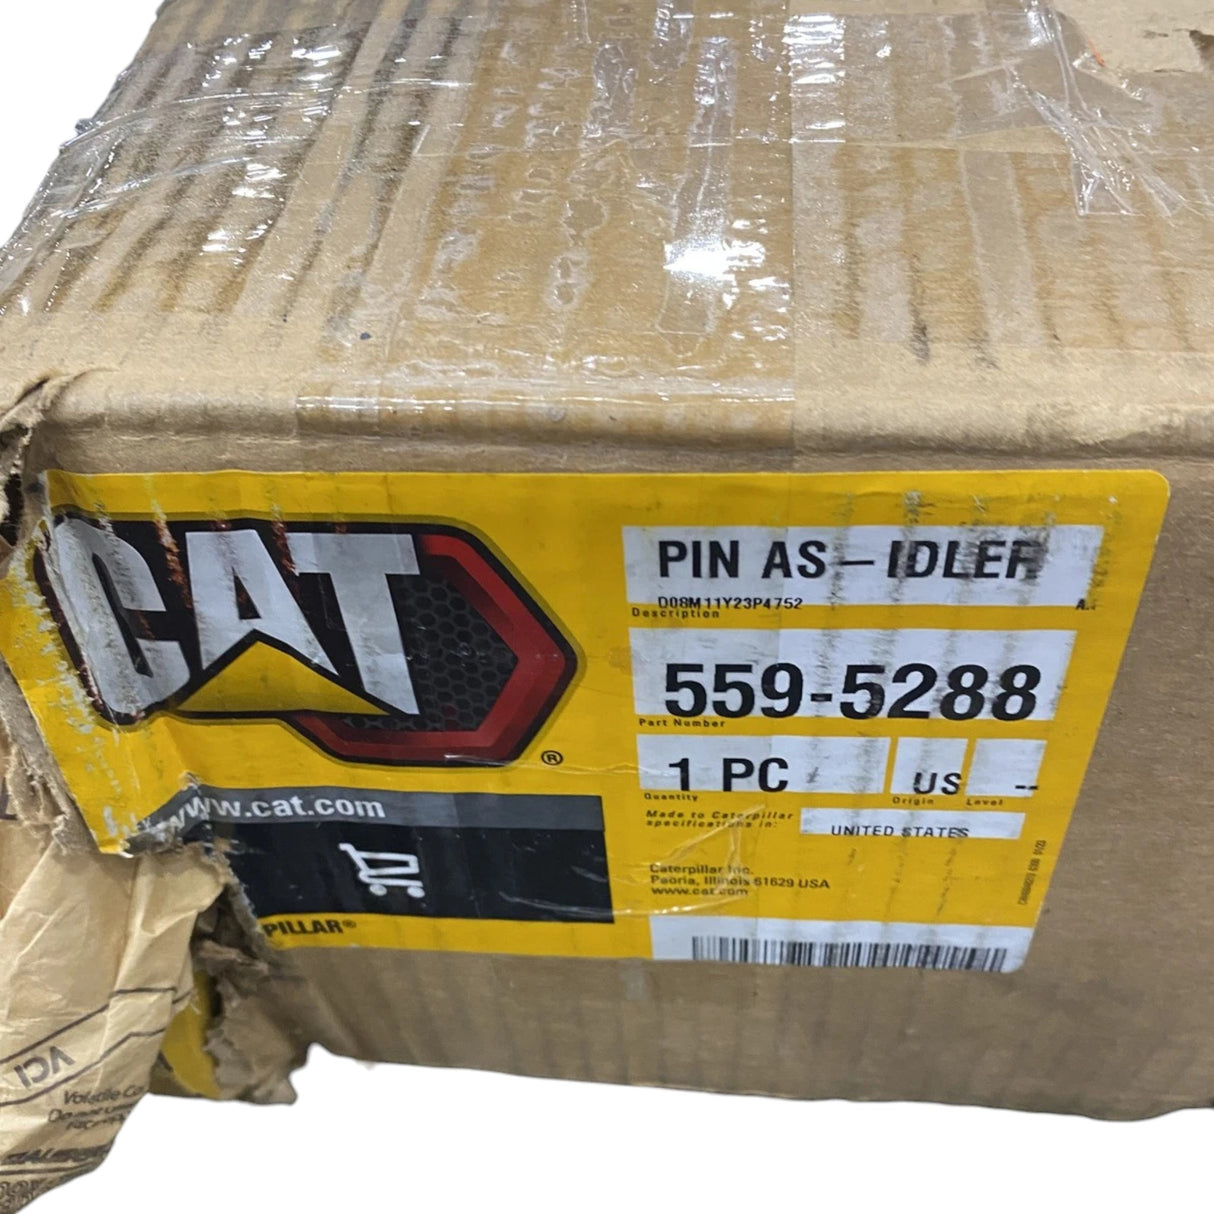 CAT
®
www.cat.com
PILLAR®
PIN AS-IDLER
D08M11Y23P4752
Description
559-5288
Part Number
1 PC
Quantity
US
Origin
--
Level
Made to Caterpillar
specifications in:
UNITED STATES
Caterpillar Inc.
Peoria, Illinois 61629 USA
www.cat.com
VCI